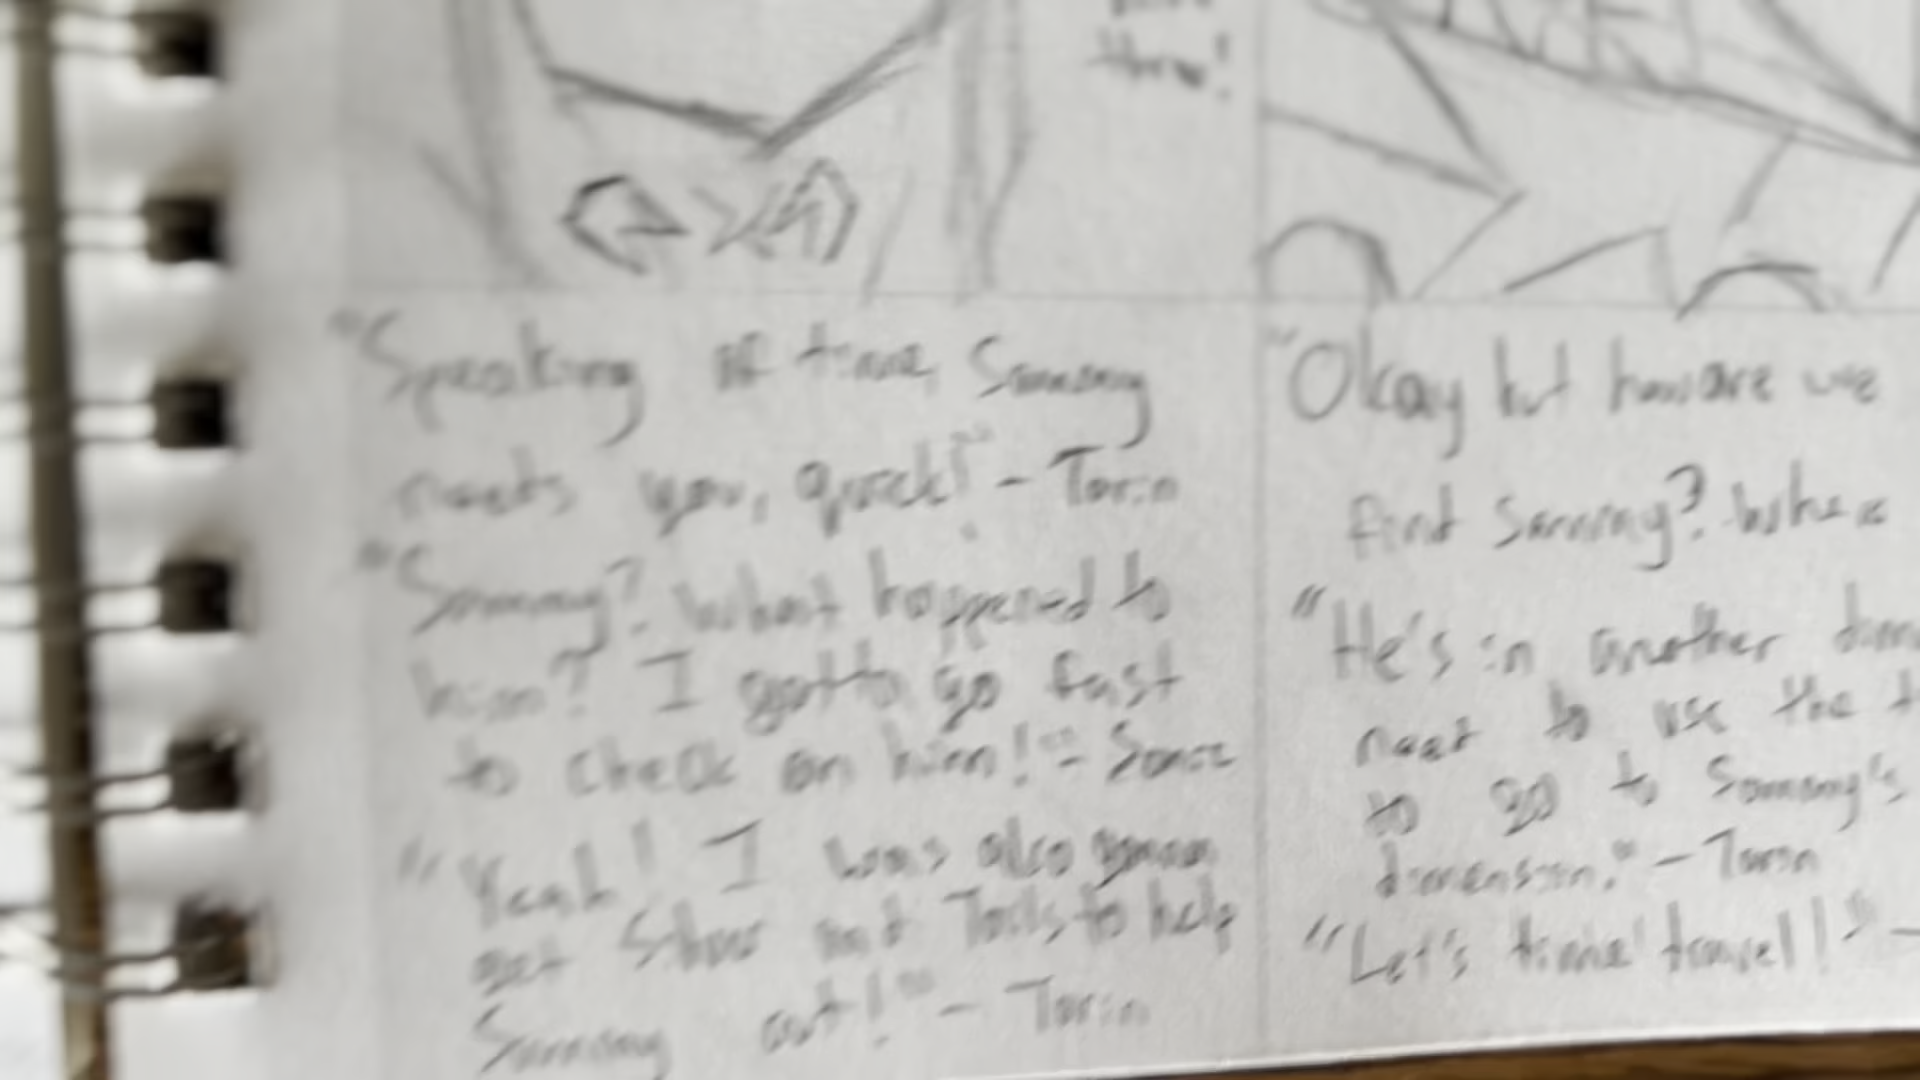 there!
"Speaking of time, Sammy
needs you, quick!" - Torin
"Sammy? What happened to
him? I gotta go fast
to check on him!" - Sonic
"Yeah! I was also gonna
get Silver and Tails to help
Sammy out!" - Torin
"Okay but how are we
find Sammy? Where
"He's in another
need to use the
to go to Sammy's
dimension." - Torin
"Let's time travel!" -